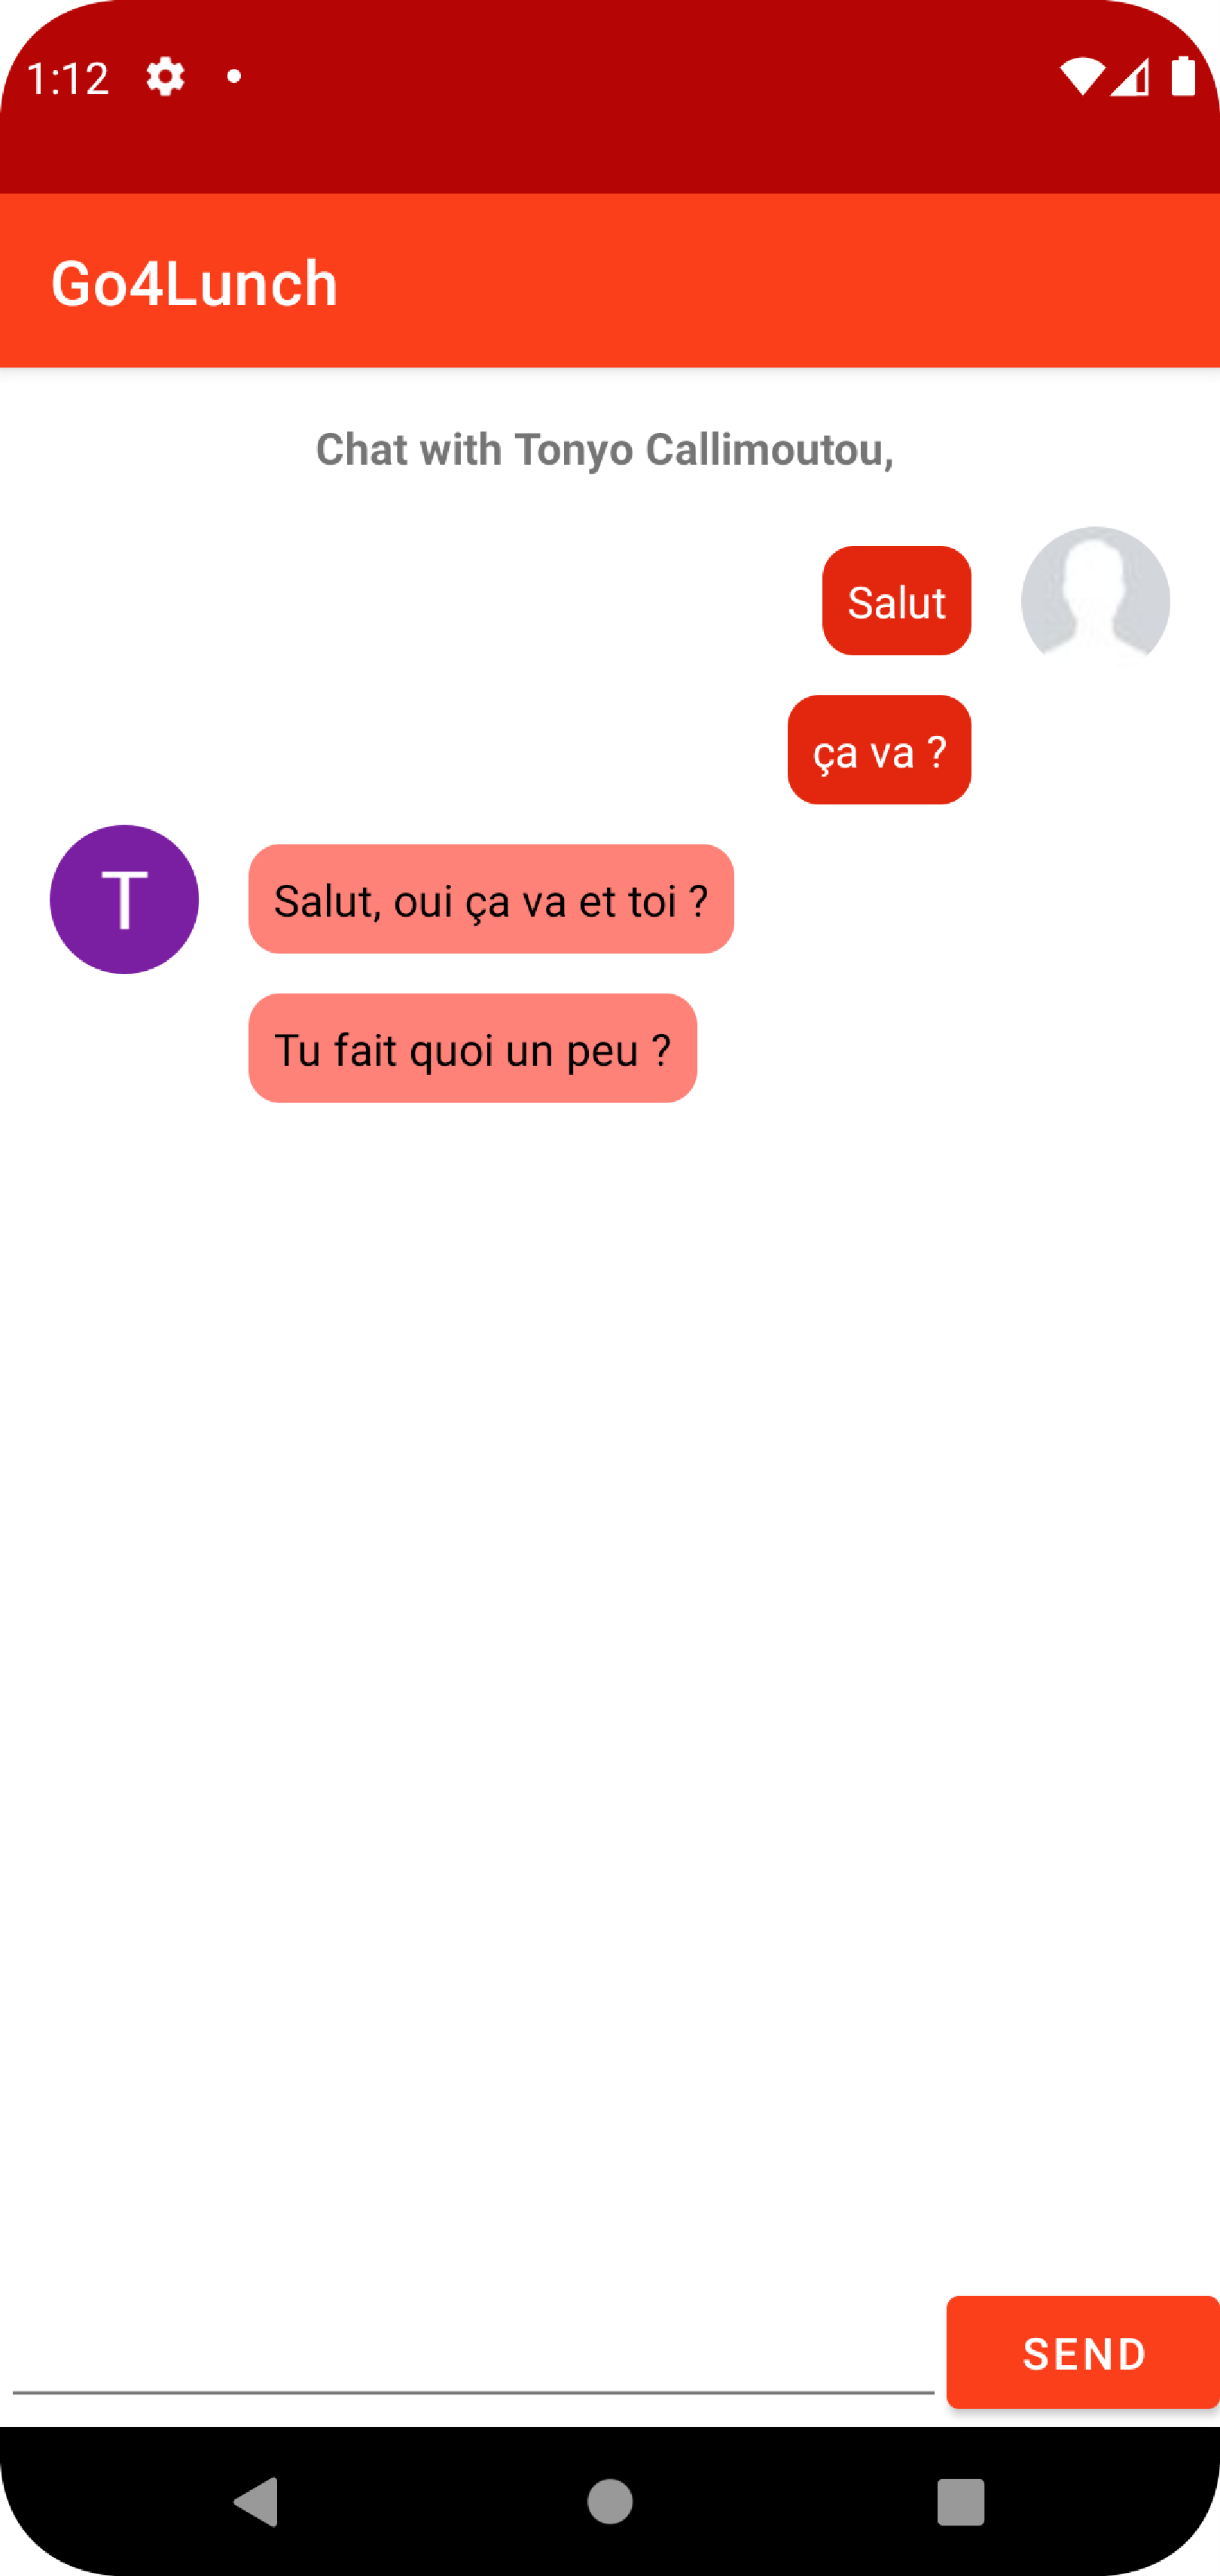 1:12
Go4Lunch
Chat with Tonyo Callimoutou,
Salut
ça va ?
T
Salut, oui ça va et toi ?
Tu fait quoi un peu ?
SEND